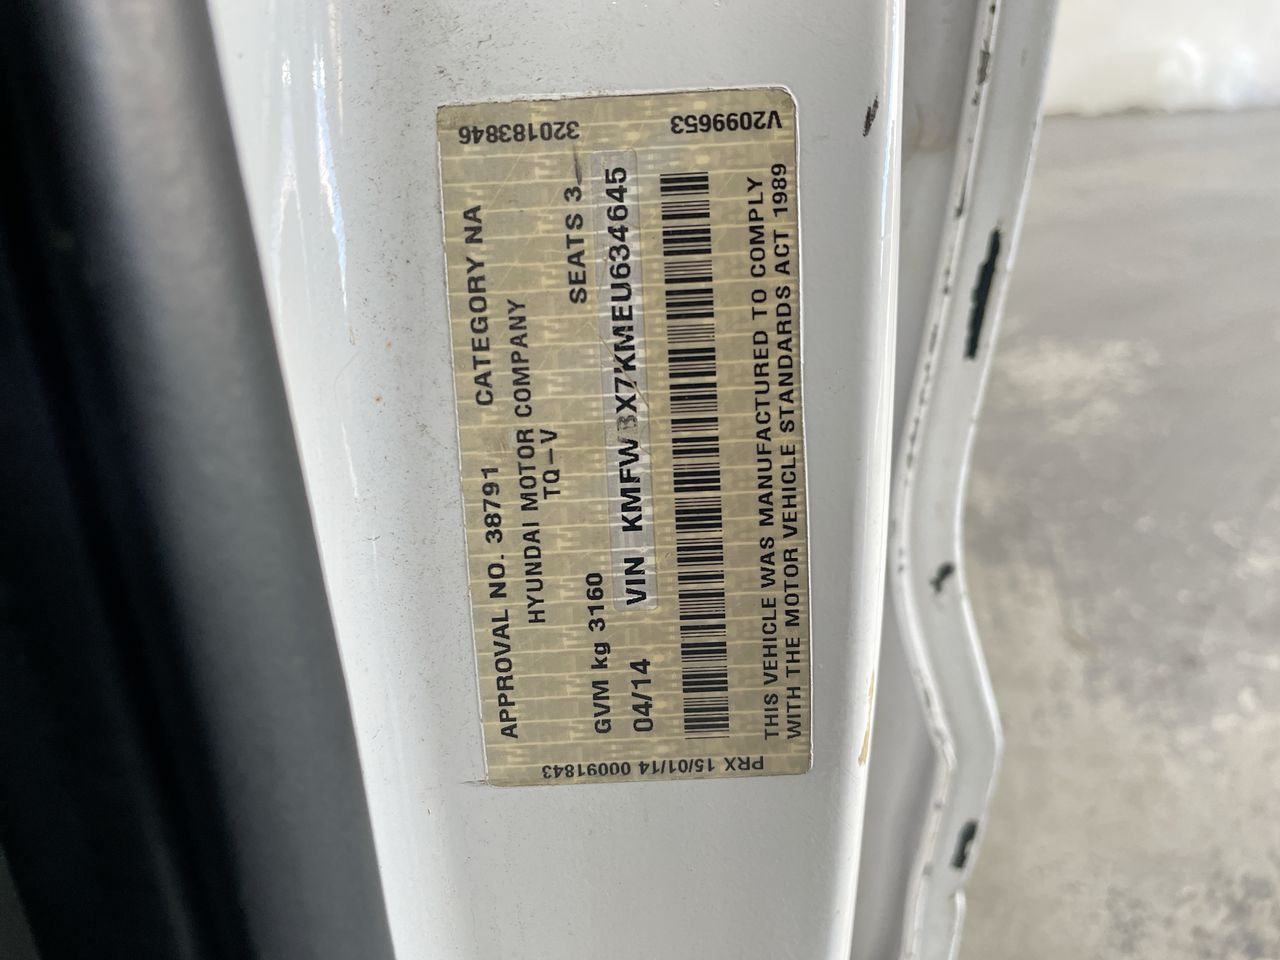 320183846
V2099653
APPROVAL NO. 38791 CATEGORY NA
HYUNDAI MOTOR COMPANY
TQ-V
GVM kg 3160 SEATS 3
04/14 VIN KMFWBX7KMEU634645
THIS VEHICLE WAS MANUFACTURED TO COMPLY
WITH THE MOTOR VEHICLE STANDARDS ACT 1989
PRX 15/01/14 00091843